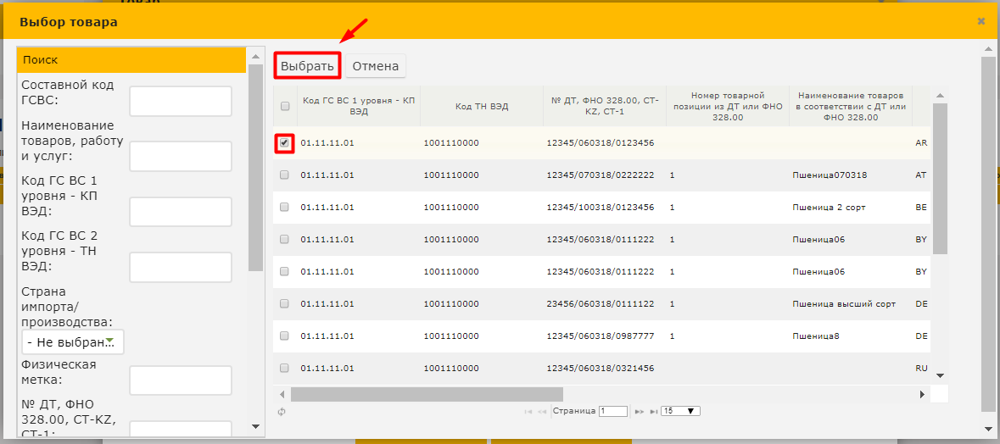 Выбор товара
Поиск
Составной код
ГСВС:
Наименование
товаров, работу
и услуг:
Код ГС ВС 1
уровня - КП
ВЭД:
Код ГС ВС 2
уровня - ТН
ВЭД:
Страна
импорта/
производства:
- Не выбран...
Физическая
метка:
№ ДТ, ФНО
328.00, CT-KZ,
СТ-1:
Выбрать Отмена
Код ГС ВС 1 уровня - КП
ВЭД
Код ТН ВЭД
№ ДТ, ФНО 328.00, CT-
KZ, СТ-1
Номер товарной
позиции из ДТ или ФНО
328.00
Наименование товаров
в соответствии с ДТ или
ФНО 328.00
01.11.11.01 1001110000 12345/060318/0123456 AR
01.11.11.01 1001110000 12345/070318/0222222 1 Пшеница070318 AT
01.11.11.01 1001110000 12345/100318/0123456 1 Пшеница 2 сорт BE
01.11.11.01 1001110000 12345/060318/0111222 1 Пшеница06 BY
01.11.11.01 1001110000 12345/060318/0111222 1 Пшеница06 BY
01.11.11.01 1001110000 23456/060318/0111122 1 Пшеница высший сорт DE
01.11.11.01 1001110000 12345/060318/0987777 1 Пшеница8 DE
01.11.11.01 1001110000 12345/060318/0321456 RU
Страница 1 15